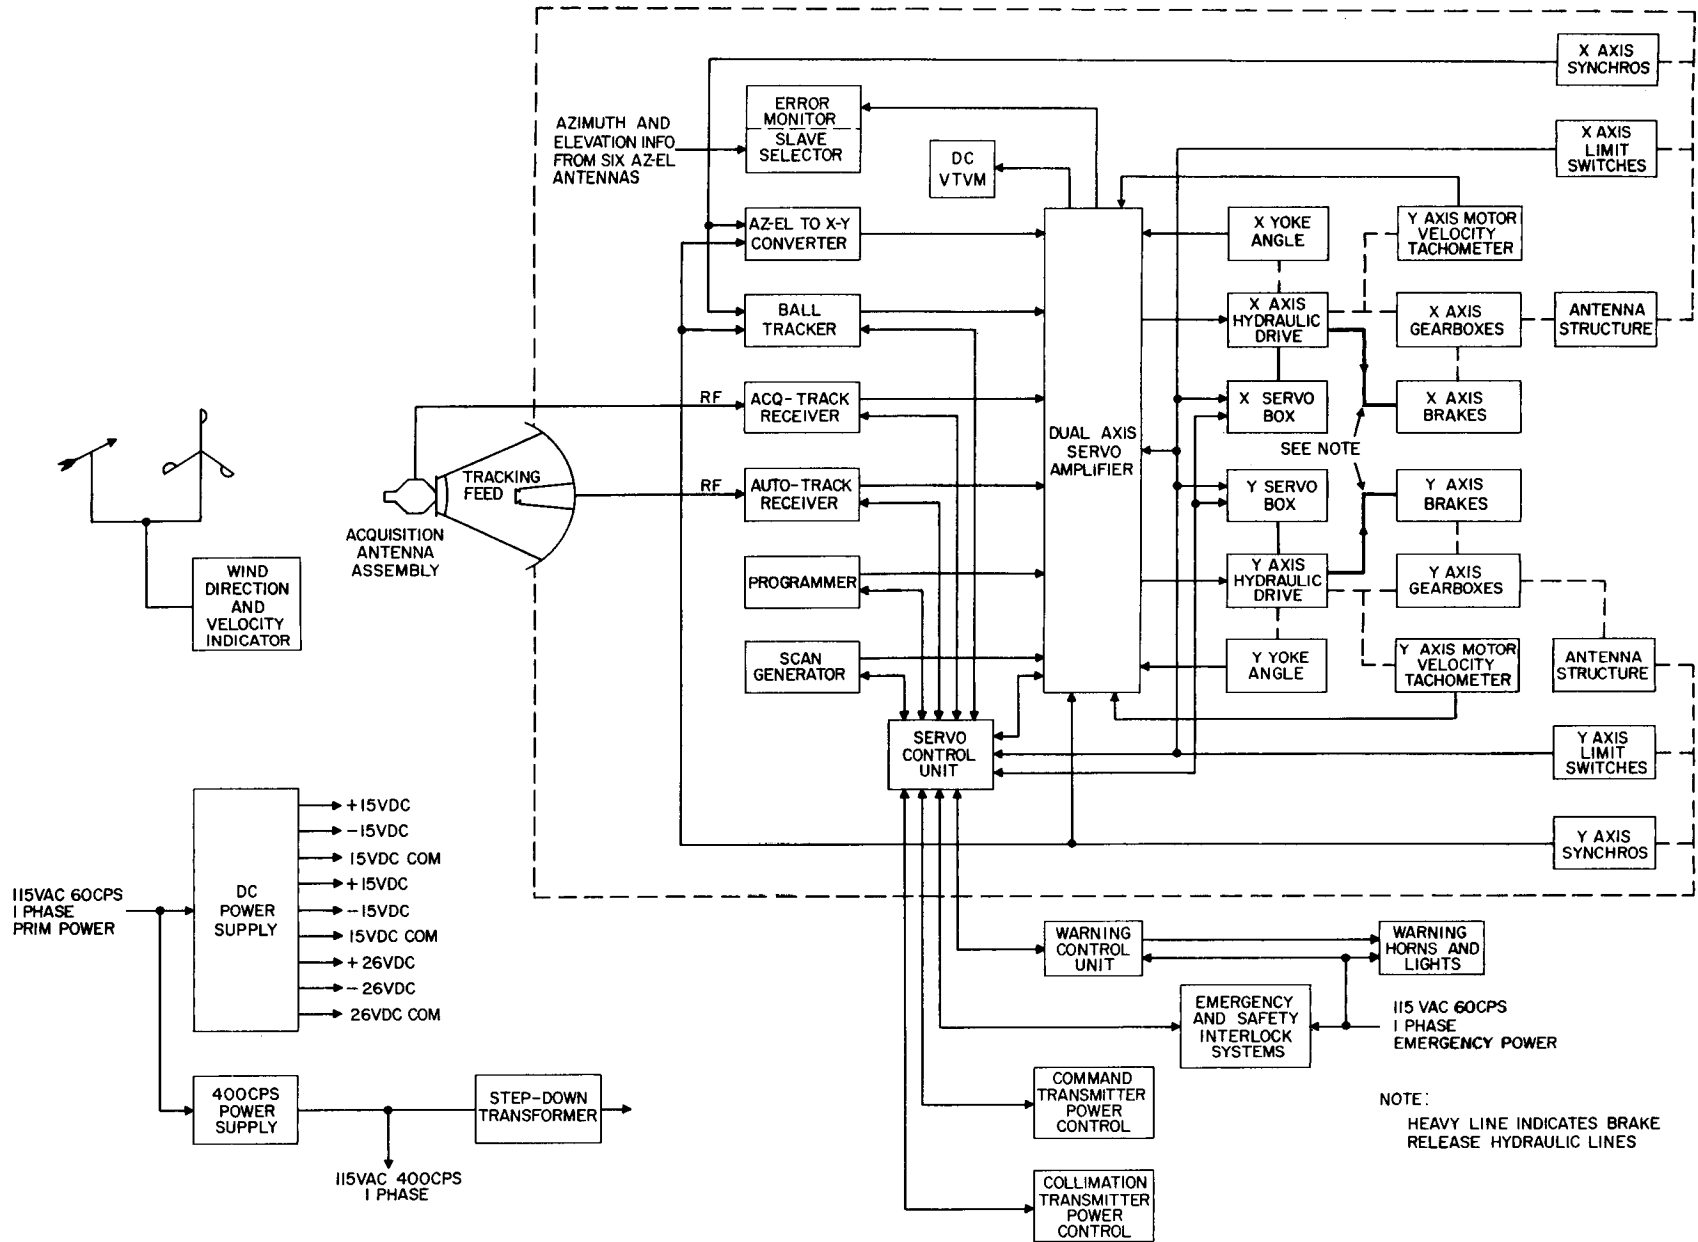 X AXIS
SYNCHROS
ERROR
MONITOR
SLAVE
SELECTOR
AZIMUTH AND
ELEVATION INFO
FROM SIX AZ-EL
ANTENNAS
DC
VTVM
X AXIS
LIMIT
SWITCHES
AZ-EL TO X-Y
CONVERTER
X YOKE
ANGLE
Y AXIS MOTOR
VELOCITY
TACHOMETER
BALL
TRACKER
X AXIS
HYDRAULIC
DRIVE
X AXIS
GEARBOXES
ANTENNA
STRUCTURE
RF
ACQ-TRACK
RECEIVER
DUAL AXIS
SERVO
AMPLIFIER
X SERVO
BOX
X AXIS
BRAKES
SEE NOTE
TRACKING
FEED
RF
AUTO-TRACK
RECEIVER
Y SERVO
BOX
Y AXIS
BRAKES
ACQUISITION
ANTENNA
ASSEMBLY
WIND
DIRECTION
AND
VELOCITY
INDICATOR
PROGRAMMER
Y AXIS
HYDRAULIC
DRIVE
Y AXIS
GEARBOXES
SCAN
GENERATOR
Y YOKE
ANGLE
Y AXIS MOTOR
VELOCITY
TACHOMETER
ANTENNA
STRUCTURE
SERVO
CONTROL
UNIT
Y AXIS
LIMIT
SWITCHES
Y AXIS
SYNCHROS
115VAC 60CPS
1 PHASE
PRIM POWER
DC
POWER
SUPPLY
+15VDC
-15VDC
15VDC COM
+15VDC
-15VDC
15VDC COM
+26VDC
-26VDC
26VDC COM
WARNING
CONTROL
UNIT
WARNING
HORNS AND
LIGHTS
EMERGENCY
AND SAFETY
INTERLOCK
SYSTEMS
115 VAC 60CPS
1 PHASE
EMERGENCY POWER
400CPS
POWER
SUPPLY
STEP-DOWN
TRANSFORMER
115VAC 400CPS
1 PHASE
COMMAND
TRANSMITTER
POWER
CONTROL
COLLIMATION
TRANSMITTER
POWER
CONTROL
NOTE:
HEAVY LINE INDICATES BRAKE
RELEASE HYDRAULIC LINES